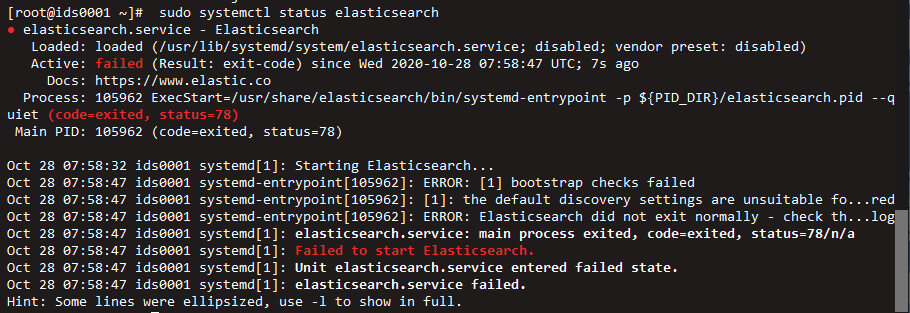 [root@ids0001 ~]#  sudo systemctl status elasticsearch
● elasticsearch.service - Elasticsearch
   Loaded: loaded (/usr/lib/systemd/system/elasticsearch.service; disabled; vendor preset: disabled)
   Active: failed (Result: exit-code) since Wed 2020-10-28 07:58:47 UTC; 7s ago
     Docs: https://www.elastic.co
  Process: 105962 ExecStart=/usr/share/elasticsearch/bin/systemd-entrypoint -p ${PID_DIR}/elasticsearch.pid --q
uiet (code=exited, status=78)
 Main PID: 105962 (code=exited, status=78)

Oct 28 07:58:32 ids0001 systemd[1]: Starting Elasticsearch...
Oct 28 07:58:47 ids0001 systemd-entrypoint[105962]: ERROR: [1] bootstrap checks failed
Oct 28 07:58:47 ids0001 systemd-entrypoint[105962]: [1]: the default discovery settings are unsuitable fo...red
Oct 28 07:58:47 ids0001 systemd-entrypoint[105962]: ERROR: Elasticsearch did not exit normally - check th...log
Oct 28 07:58:47 ids0001 systemd[1]: elasticsearch.service: main process exited, code=exited, status=78/n/a
Oct 28 07:58:47 ids0001 systemd[1]: Failed to start Elasticsearch.
Oct 28 07:58:47 ids0001 systemd[1]: Unit elasticsearch.service entered failed state.
Oct 28 07:58:47 ids0001 systemd[1]: elasticsearch.service failed.
Hint: Some lines were ellipsized, use -l to show in full.